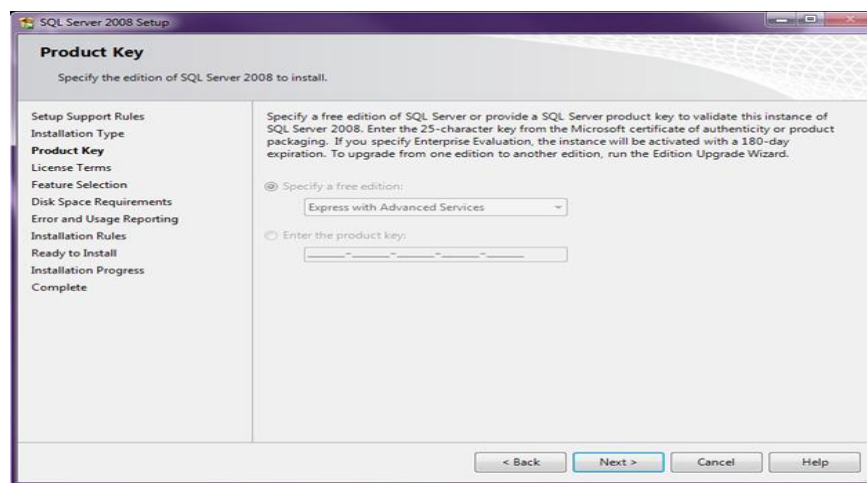 SQL Server 2008 Setup
Product Key
Specify the edition of SQL Server 2008 to install.
Setup Support Rules
Installation Type
Product Key
License Terms
Feature Selection
Disk Space Requirements
Error and Usage Reporting
Installation Rules
Ready to Install
Installation Progress
Complete
Specify a free edition of SQL Server or provide a SQL Server product key to validate this instance of
SQL Server 2008. Enter the 25-character key from the Microsoft certificate of authenticity or product
packaging. If you specify Enterprise Evaluation, the instance will be activated with a 180-day
expiration. To upgrade from one edition to another edition, run the Edition Upgrade Wizard.
Specify a free edition:
Express with Advanced Services
Enter the product key:
_____-_____-_____-_____-_____
< Back Next > Cancel Help